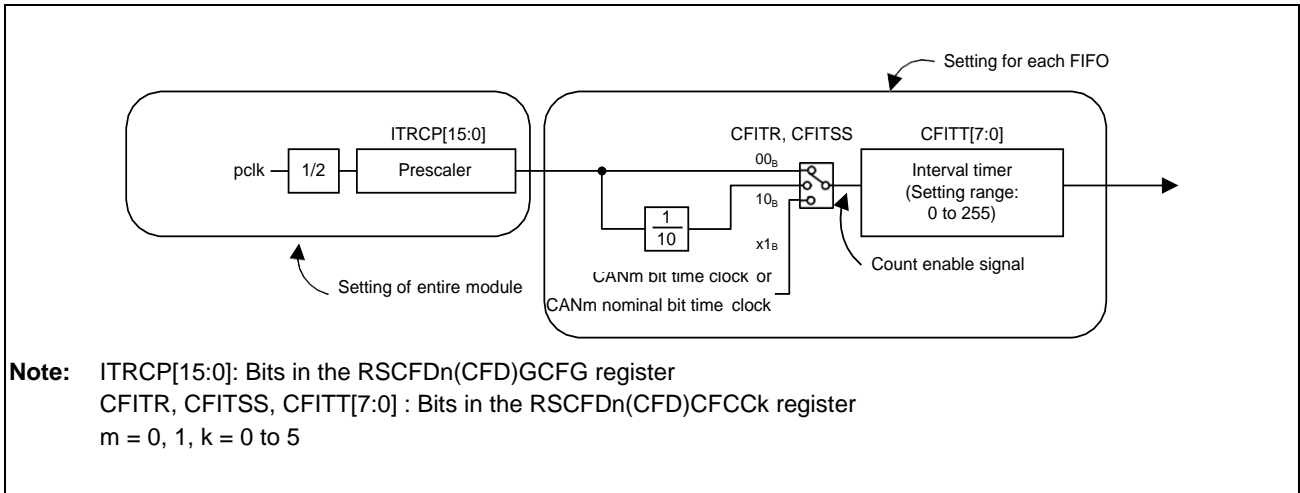 Setting for each FIFO
ITRCP[15:0]
CFITR, CFITSS
CFITT[7:0]
pclk
1/2
Prescaler
00B
10B
x1B
Interval timer
(Setting range:
0 to 255)
1
10
Count enable signal
Setting of entire module
CANm bit time clock or
CANm nominal bit time clock
Note: ITRCP[15:0]: Bits in the RSCFDn(CFD)GCFG register
CFITR, CFITSS, CFITT[7:0] : Bits in the RSCFDn(CFD)CFCCk register
m = 0, 1, k = 0 to 5